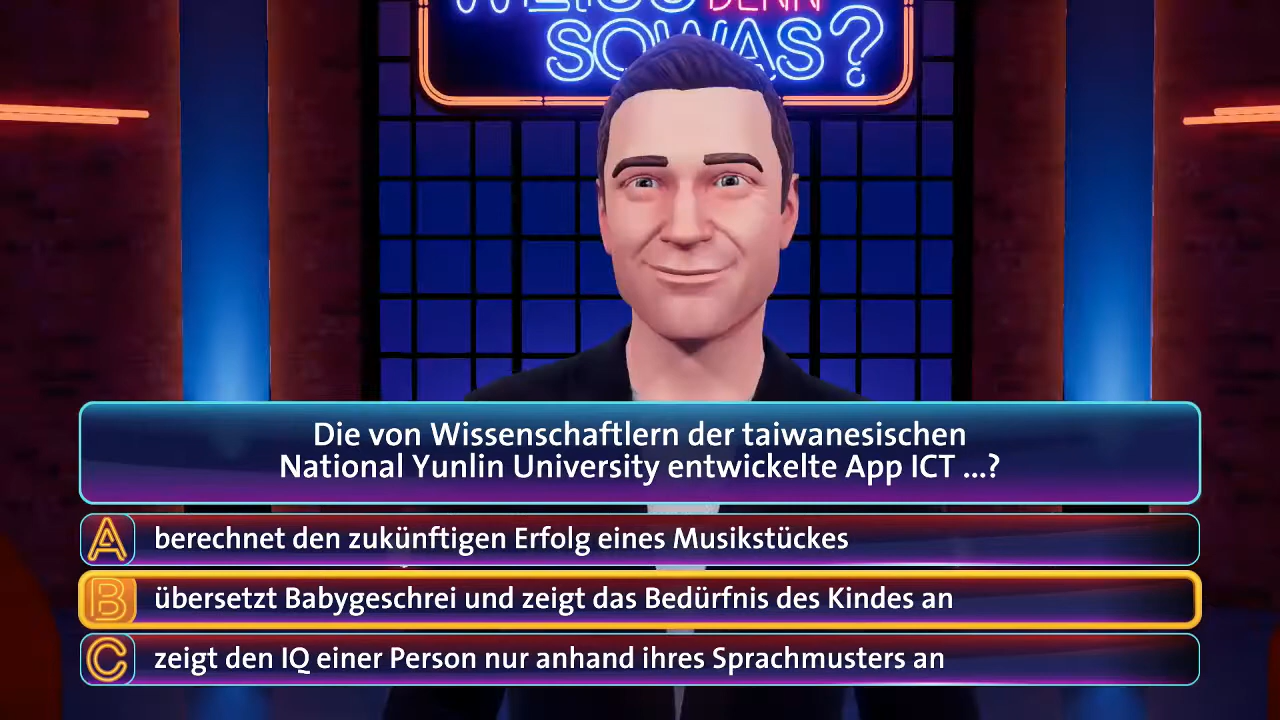 DENN
SOWAS?
Die von Wissenschaftlern der taiwanesischen
National Yunlin University entwickelte App ICT ...?
A berechnet den zukünftigen Erfolg eines Musikstückes
B übersetzt Babygeschrei und zeigt das Bedürfnis des Kindes an
C zeigt den IQ einer Person nur anhand ihres Sprachmusters an